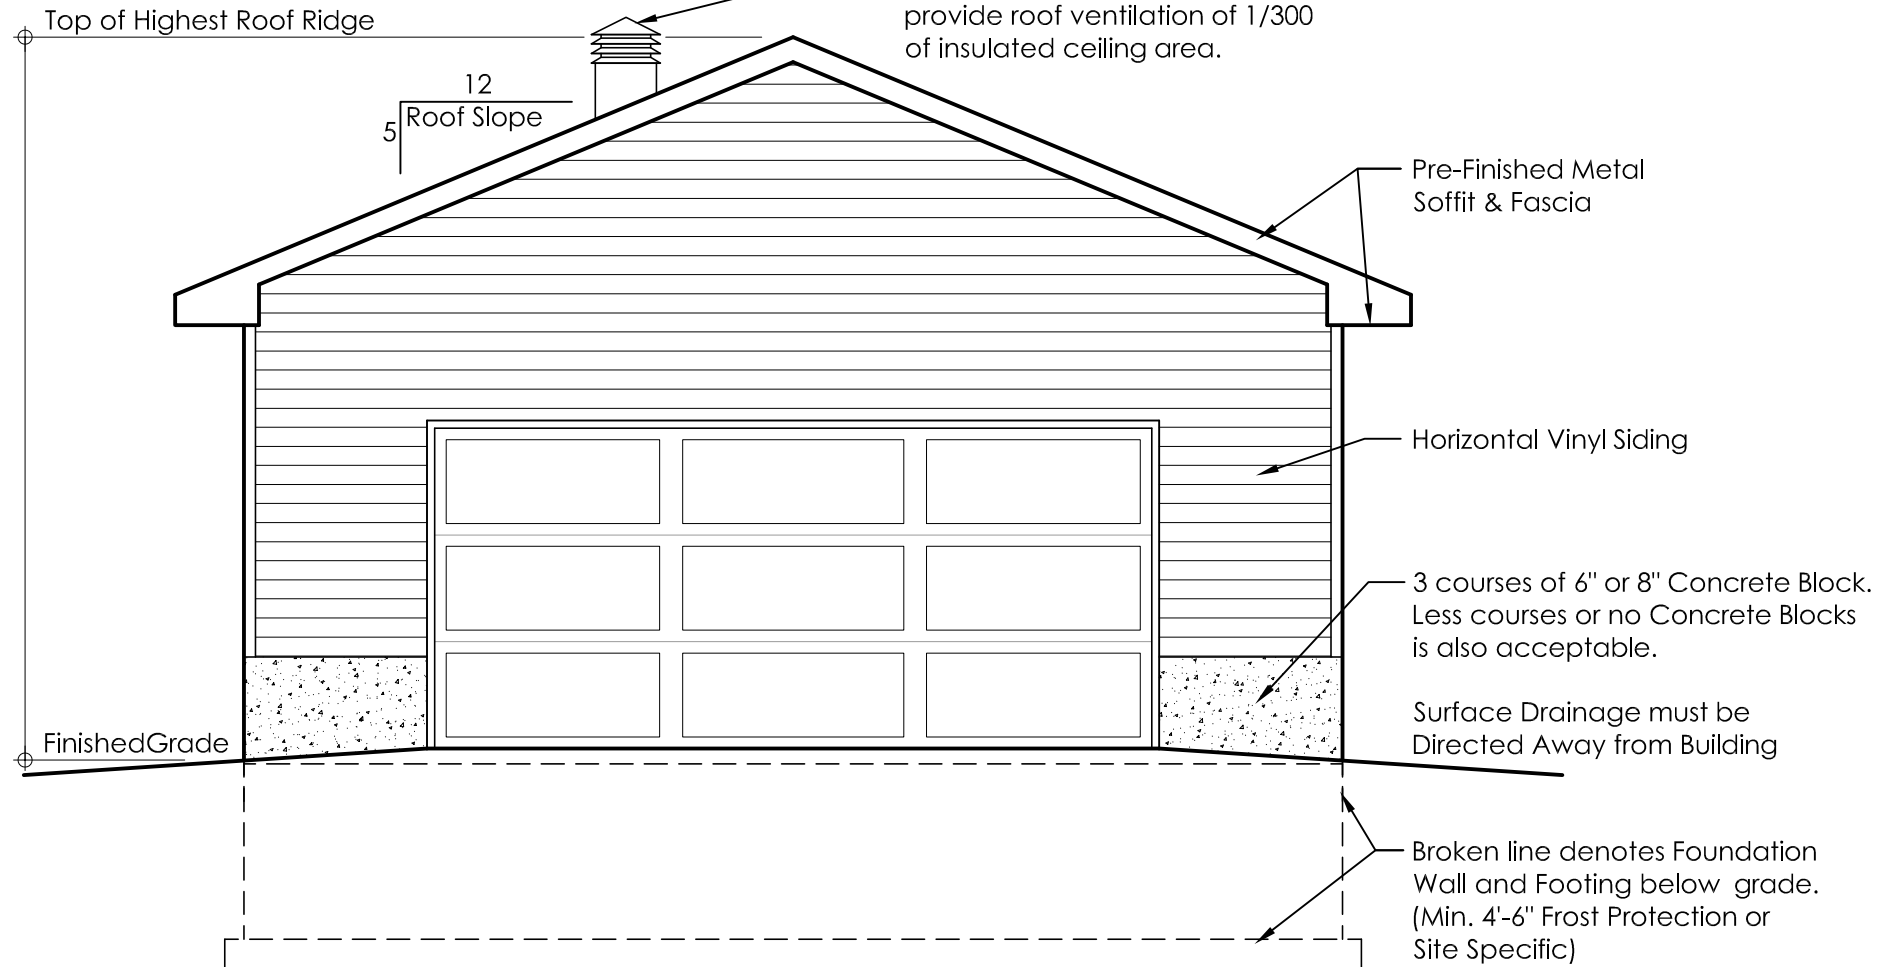 Top of Highest Roof Ridge
provide roof ventilation of 1/300
of insulated ceiling area.
12
Roof Slope
5
Pre-Finished Metal
Soffit & Fascia
Horizontal Vinyl Siding
3 courses of 6" or 8" Concrete Block.
Less courses or no Concrete Blocks
is also acceptable.
Surface Drainage must be
Directed Away from Building
FinishedGrade
Broken line denotes Foundation
Wall and Footing below grade.
(Min. 4'-6" Frost Protection or
Site Specific)